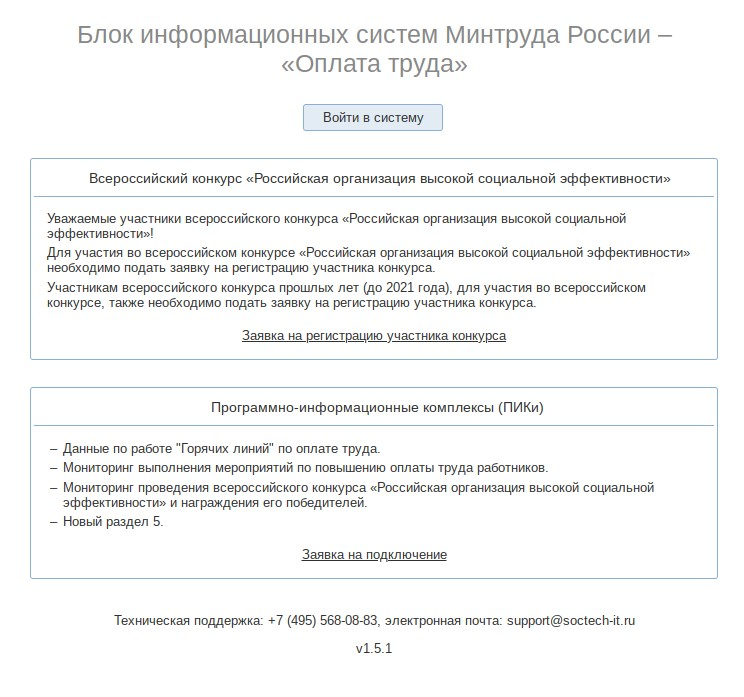 Блок информационных систем Минтруда России –
«Оплата труда»
Войти в систему
Всероссийский конкурс «Российская организация высокой социальной эффективности»
Уважаемые участники всероссийского конкурса «Российская организация высокой социальной
эффективности»!
Для участия во всероссийском конкурсе «Российская организация высокой социальной эффективности»
необходимо подать заявку на регистрацию участника конкурса.
Участникам всероссийского конкурса прошлых лет (до 2021 года), для участия во всероссийском
конкурсе, также необходимо подать заявку на регистрацию участника конкурса.
Заявка на регистрацию участника конкурса
Программно-информационные комплексы (ПИКи)
– Данные по работе "Горячих линий" по оплате труда.
– Мониторинг выполнения мероприятий по повышению оплаты труда работников.
– Мониторинг проведения всероссийского конкурса «Российская организация высокой социальной
эффективности» и награждения его победителей.
– Новый раздел 5.
Заявка на подключение
Техническая поддержка: +7 (495) 568-08-83, электронная почта: support@soctech-it.ru
v1.5.1